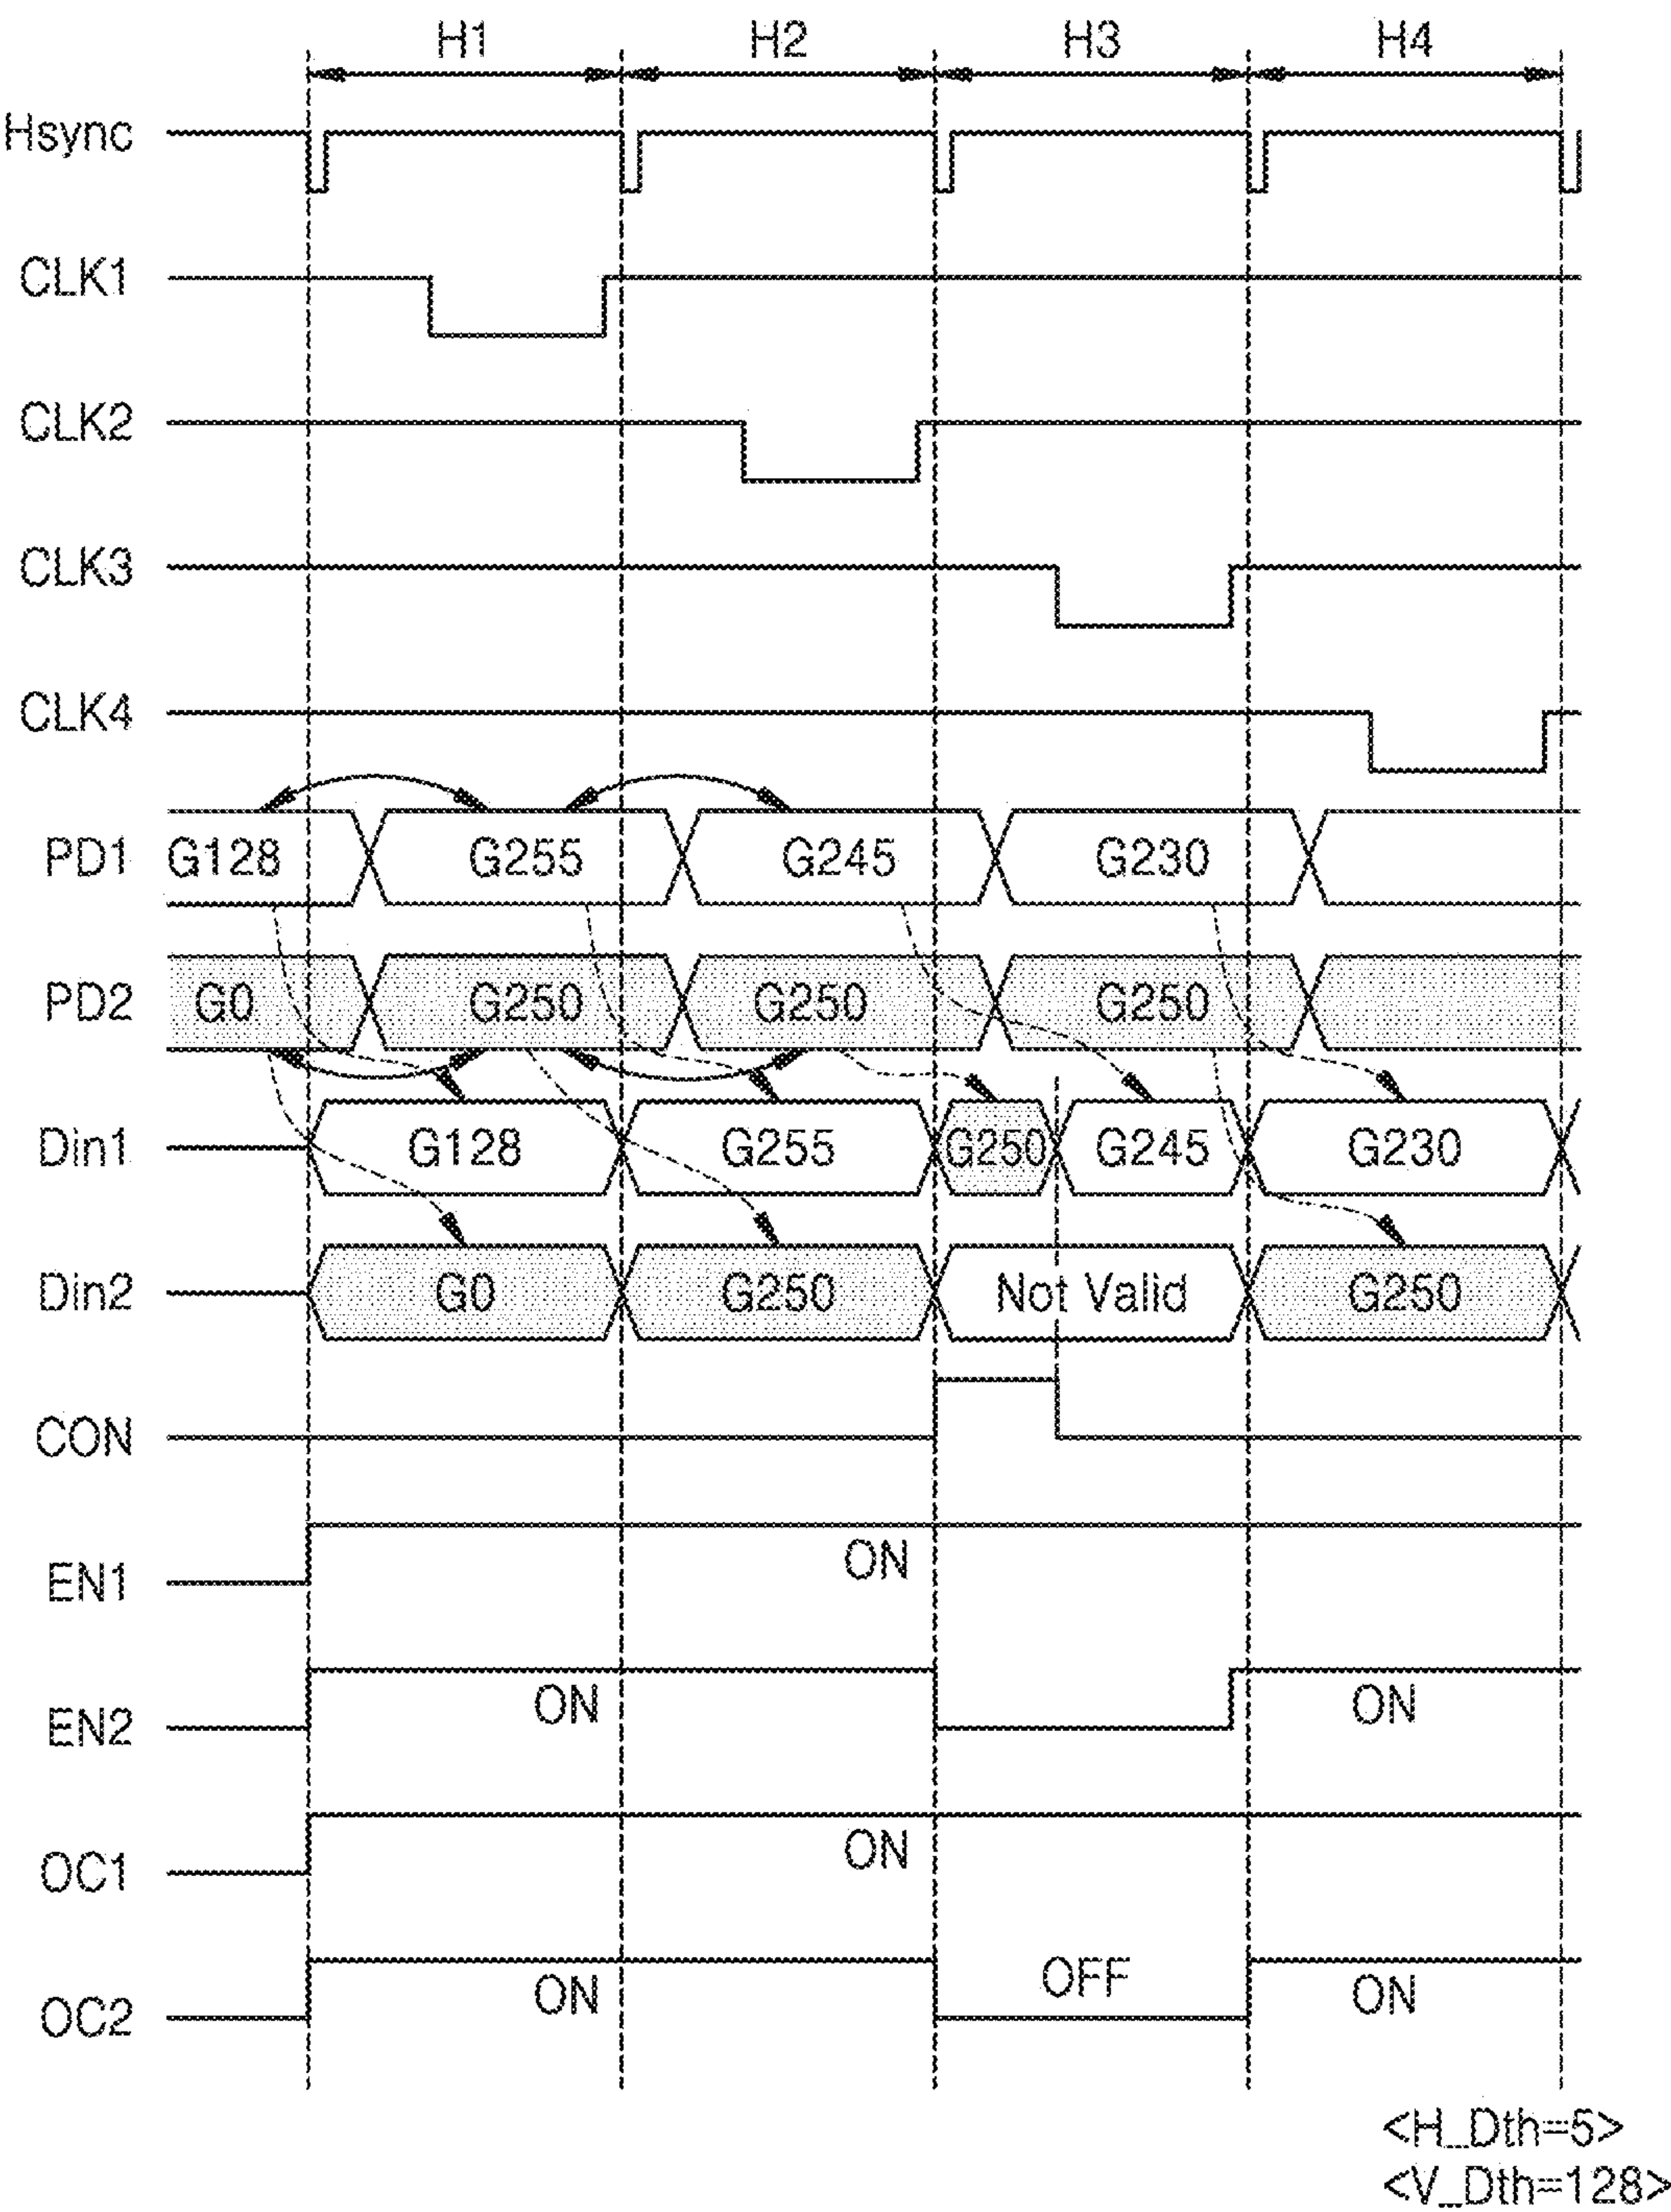 H1 H2 H3 H4
Hsync
CLK1
CLK2
CLK3
CLK4
PD1 G128 G255 G245 G230
PD2 G0 G250 G250 G250
Din1 G128 G255 G250 G245 G230
Din2 G0 G250 Not Valid G250
CON
EN1 ON
EN2 ON ON
OC1 ON
OC2 ON OFF ON
<H_Dth=5>
<V_Dth=128>